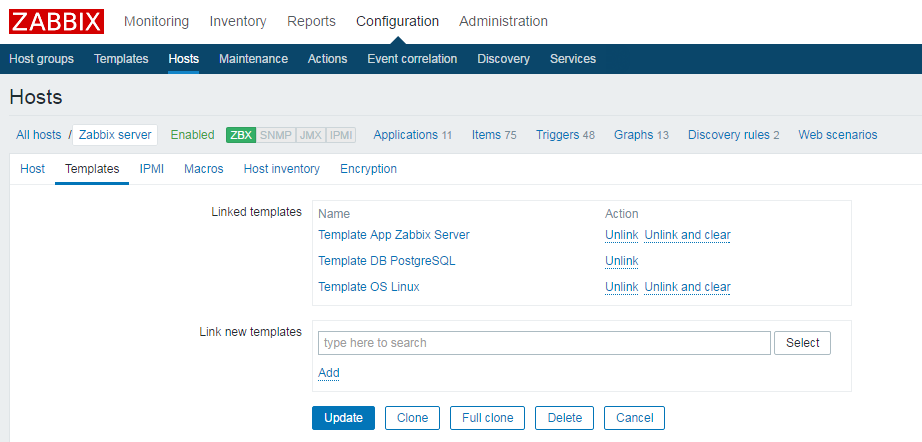 ZABBIX Monitoring Inventory Reports Configuration Administration
Host groups Templates Hosts Maintenance Actions Event correlation Discovery Services
Hosts
All hosts / Zabbix server Enabled ZBX SNMP JMX IPMI Applications 11 Items 75 Triggers 48 Graphs 13 Discovery rules 2 Web scenarios
Host Templates IPMI Macros Host inventory Encryption
Linked templates Name Action
Template App Zabbix Server Unlink Unlink and clear
Template DB PostgreSQL Unlink
Template OS Linux Unlink Unlink and clear
Link new templates
type here to search Select
Add
Update Clone Full clone Delete Cancel